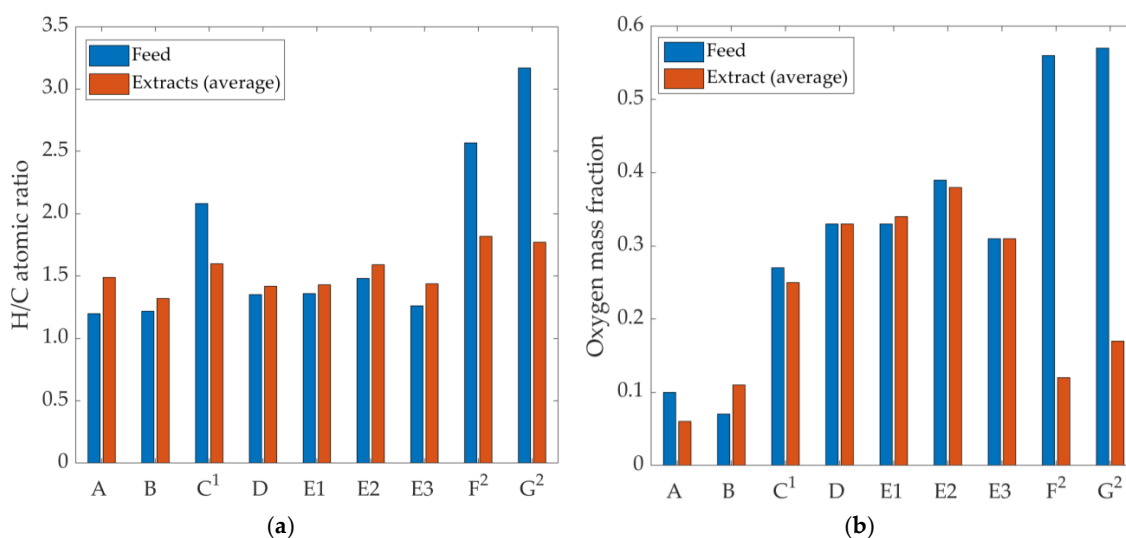 3.5
3.0
2.5
2.0
1.5
1.0
0.5
0
H/C atomic ratio
Feed
Extracts (average)
A B C¹ D E1 E2 E3 F² G²
(a)
0.6
0.5
0.4
0.3
0.2
0.1
0
Oxygen mass fraction
Feed
Extract (average)
A B C¹ D E1 E2 E3 F² G²
(b)